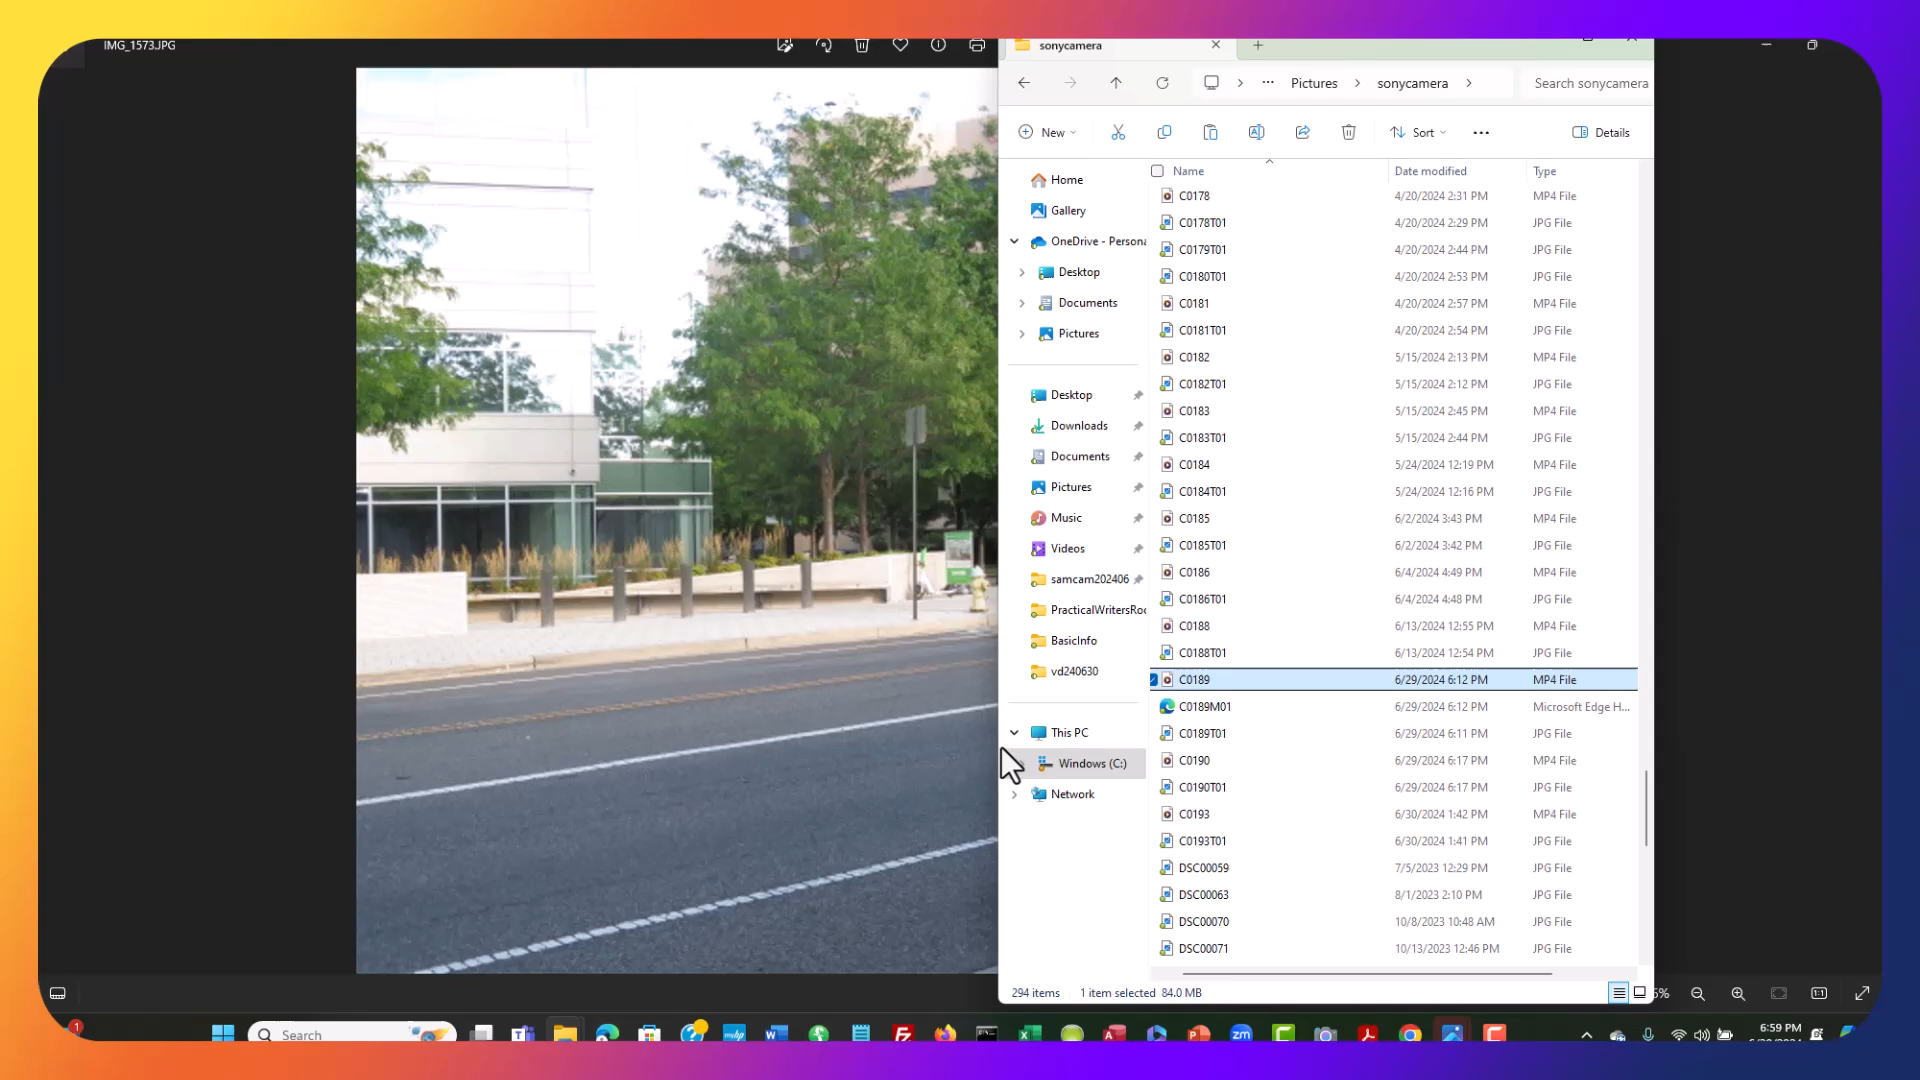 IMG_1573.JPG
sonycamera
Pictures
sonycamera
Search sonycamera
New
Sort
Details
Name Date modified Type
Home
Gallery
OneDrive - Persona
Desktop
Documents
Pictures
Desktop
Downloads
Documents
Pictures
Music
Videos
samcam202406
PracticalWritersRoo
BasicInfo
vd240630
This PC
Windows (C:)
Network
C0178 4/20/2024 2:31 PM MP4 File
C0178T01 4/20/2024 2:29 PM JPG File
C0179T01 4/20/2024 2:44 PM JPG File
C0180T01 4/20/2024 2:53 PM JPG File
C0181 4/20/2024 2:57 PM MP4 File
C0181T01 4/20/2024 2:54 PM JPG File
C0182 5/15/2024 2:13 PM MP4 File
C0182T01 5/15/2024 2:12 PM JPG File
C0183 5/15/2024 2:45 PM MP4 File
C0183T01 5/15/2024 2:44 PM JPG File
C0184 5/24/2024 12:19 PM MP4 File
C0184T01 5/24/2024 12:16 PM JPG File
C0185 6/2/2024 3:43 PM MP4 File
C0185T01 6/2/2024 3:42 PM JPG File
C0186 6/4/2024 4:49 PM MP4 File
C0186T01 6/4/2024 4:48 PM JPG File
C0188 6/13/2024 12:55 PM MP4 File
C0188T01 6/13/2024 12:54 PM JPG File
C0189 6/29/2024 6:12 PM MP4 File
C0189M01 6/29/2024 6:12 PM Microsoft Edge H...
C0189T01 6/29/2024 6:11 PM JPG File
C0190 6/29/2024 6:17 PM MP4 File
C0190T01 6/29/2024 6:17 PM JPG File
C0193 6/30/2024 1:42 PM MP4 File
C0193T01 6/30/2024 1:41 PM JPG File
DSC00059 7/5/2023 12:29 PM JPG File
DSC00063 8/1/2023 2:10 PM JPG File
DSC00070 10/8/2023 10:48 AM JPG File
DSC00071 10/13/2023 12:46 PM JPG File
294 items 1 item selected 84.0 MB
1
Search
6:59 PM